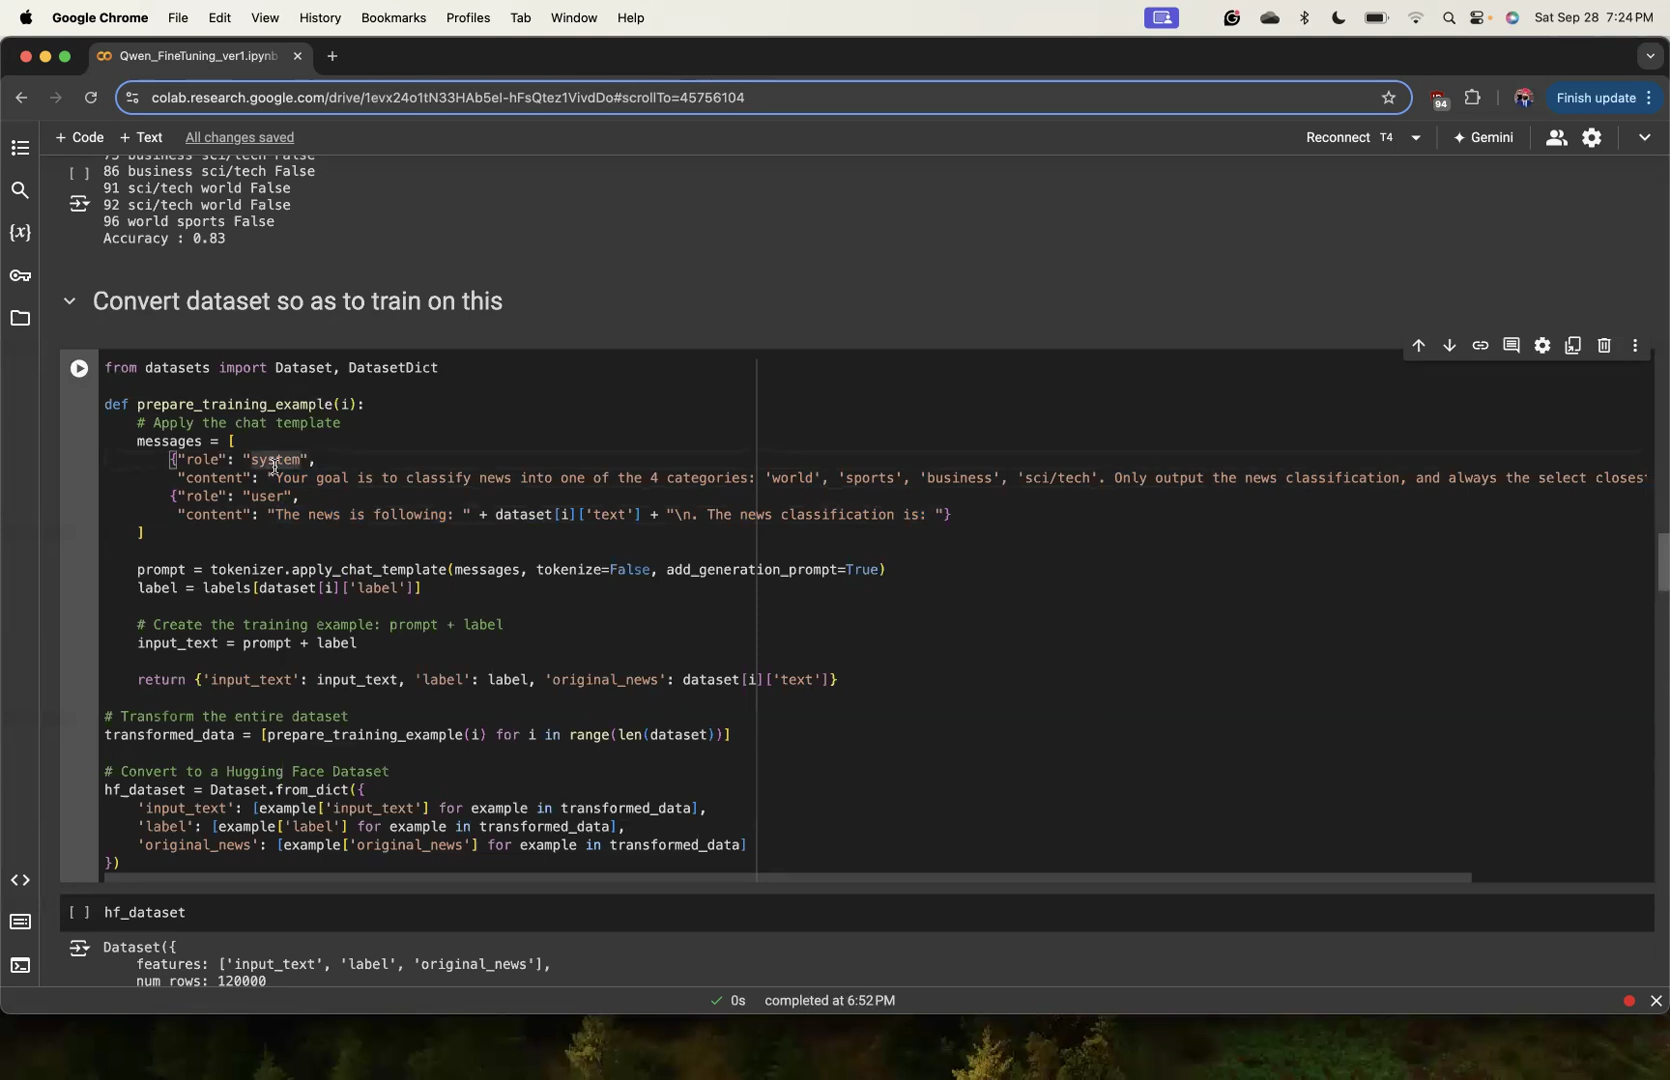 Google Chrome File Edit View History Bookmarks Profiles Tab Window Help Sat Sep 28 7:24 PM
Qwen_FineTuning_ver1.ipynb
colab.research.google.com/drive/1evx24o1tN33HAb5eI-hFsQtez1VivdDo#scrollTo=45756104 94 Finish update
+ Code + Text All changes saved Reconnect T4 Gemini
75 business sci/tech False
[ ] 86 business sci/tech False
91 sci/tech world False
92 sci/tech world False
96 world sports False
Accuracy : 0.83
Convert dataset so as to train on this
from datasets import Dataset, DatasetDict
def prepare_training_example(i):
# Apply the chat template
messages = [
{"role": "system",
"content": "Your goal is to classify news into one of the 4 categories: 'world', 'sports', 'business', 'sci/tech'. Only output the news classification, and always the select closest
{"role": "user",
"content": "The news is following: " + dataset[i]['text'] + "\n. The news classification is: "}
]
prompt = tokenizer.apply_chat_template(messages, tokenize=False, add_generation_prompt=True)
label = labels[dataset[i]['label']]
# Create the training example: prompt + label
input_text = prompt + label
return {'input_text': input_text, 'label': label, 'original_news': dataset[i]['text']}
# Transform the entire dataset
transformed_data = [prepare_training_example(i) for i in range(len(dataset))]
# Convert to a Hugging Face Dataset
hf_dataset = Dataset.from_dict({
'input_text': [example['input_text'] for example in transformed_data],
'label': [example['label'] for example in transformed_data],
'original_news': [example['original_news'] for example in transformed_data]
})
[ ] hf_dataset
Dataset({
features: ['input_text', 'label', 'original_news'],
num_rows: 120000
0s completed at 6:52 PM